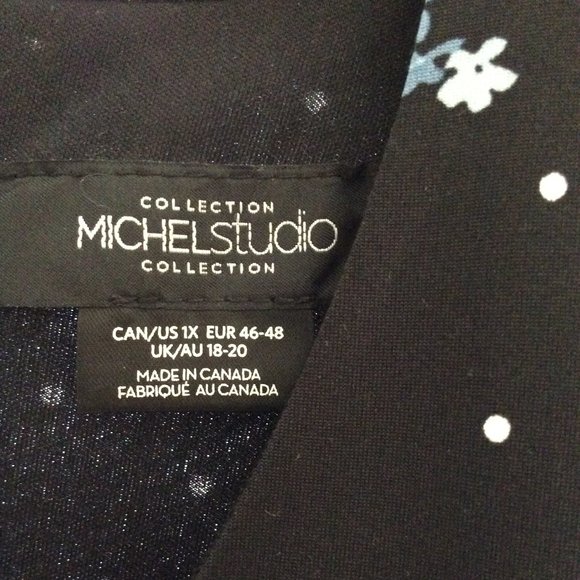 COLLECTION
MICHELstudio
COLLECTION
CAN/US 1X EUR 46-48
UK/AU 18-20
MADE IN CANADA
FABRIQUÉ AU CANADA